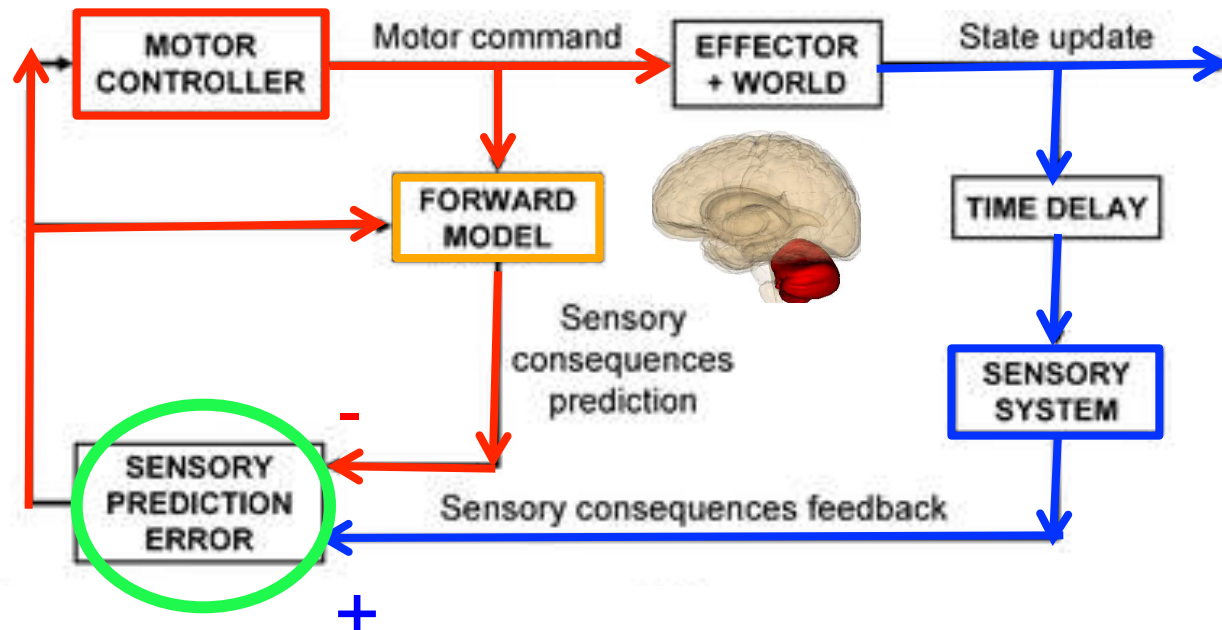 MOTOR
CONTROLLER
Motor command
EFFECTOR
+ WORLD
State update
FORWARD
MODEL
TIME DELAY
Sensory
consequences
prediction
SENSORY
SYSTEM
-
SENSORY
PREDICTION
ERROR
Sensory consequences feedback
+